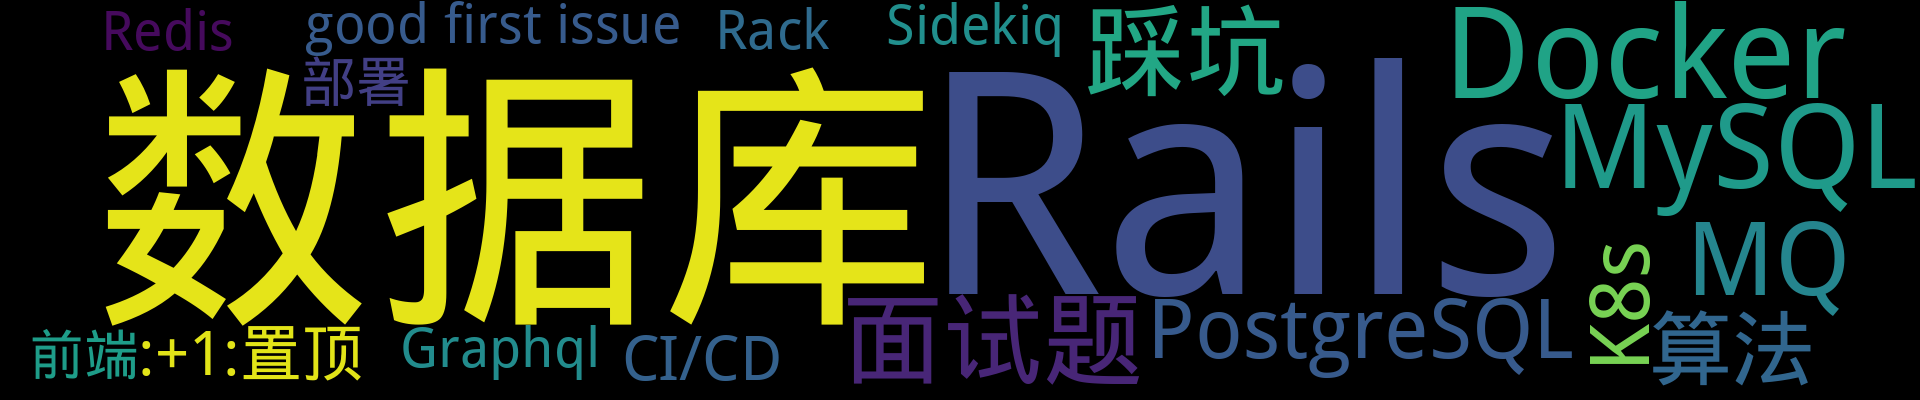 Redis
good first issue
Rack
Sidekiq
踩坑
Docker
部署
数据库
Rails
MySQL
MQ
K8s
前端
:+1:置顶
Graphql
CI/CD
面试题
PostgreSQL
算法